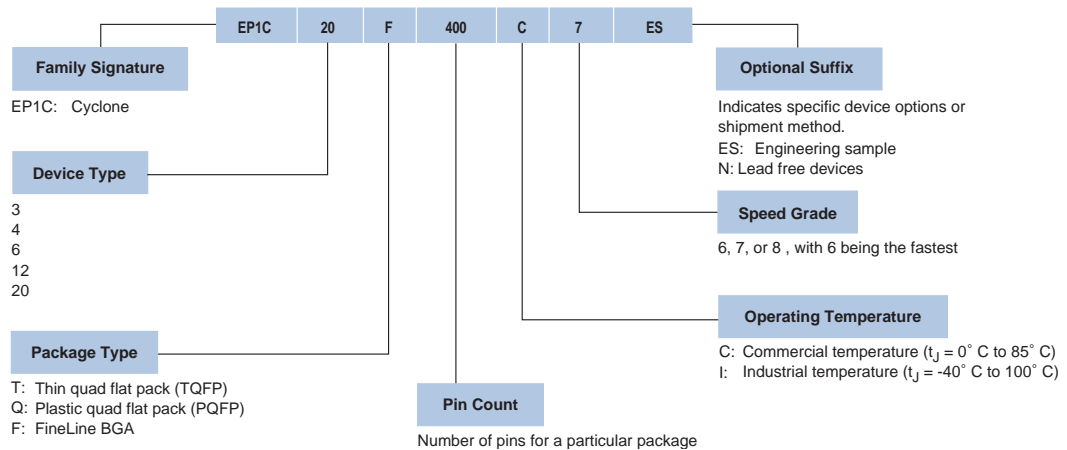 EP1C 20 F 400 C 7 ES
Family Signature
EP1C: Cyclone
Device Type
3
4
6
12
20
Package Type
T: Thin quad flat pack (TQFP)
Q: Plastic quad flat pack (PQFP)
F: FineLine BGA
Pin Count
Number of pins for a particular package
Optional Suffix
Indicates specific device options or
shipment method.
ES: Engineering sample
N: Lead free devices
Speed Grade
6, 7, or 8 , with 6 being the fastest
Operating Temperature
C: Commercial temperature (tJ = 0˚ C to 85˚ C)
I: Industrial temperature (tJ = -40˚ C to 100˚ C)